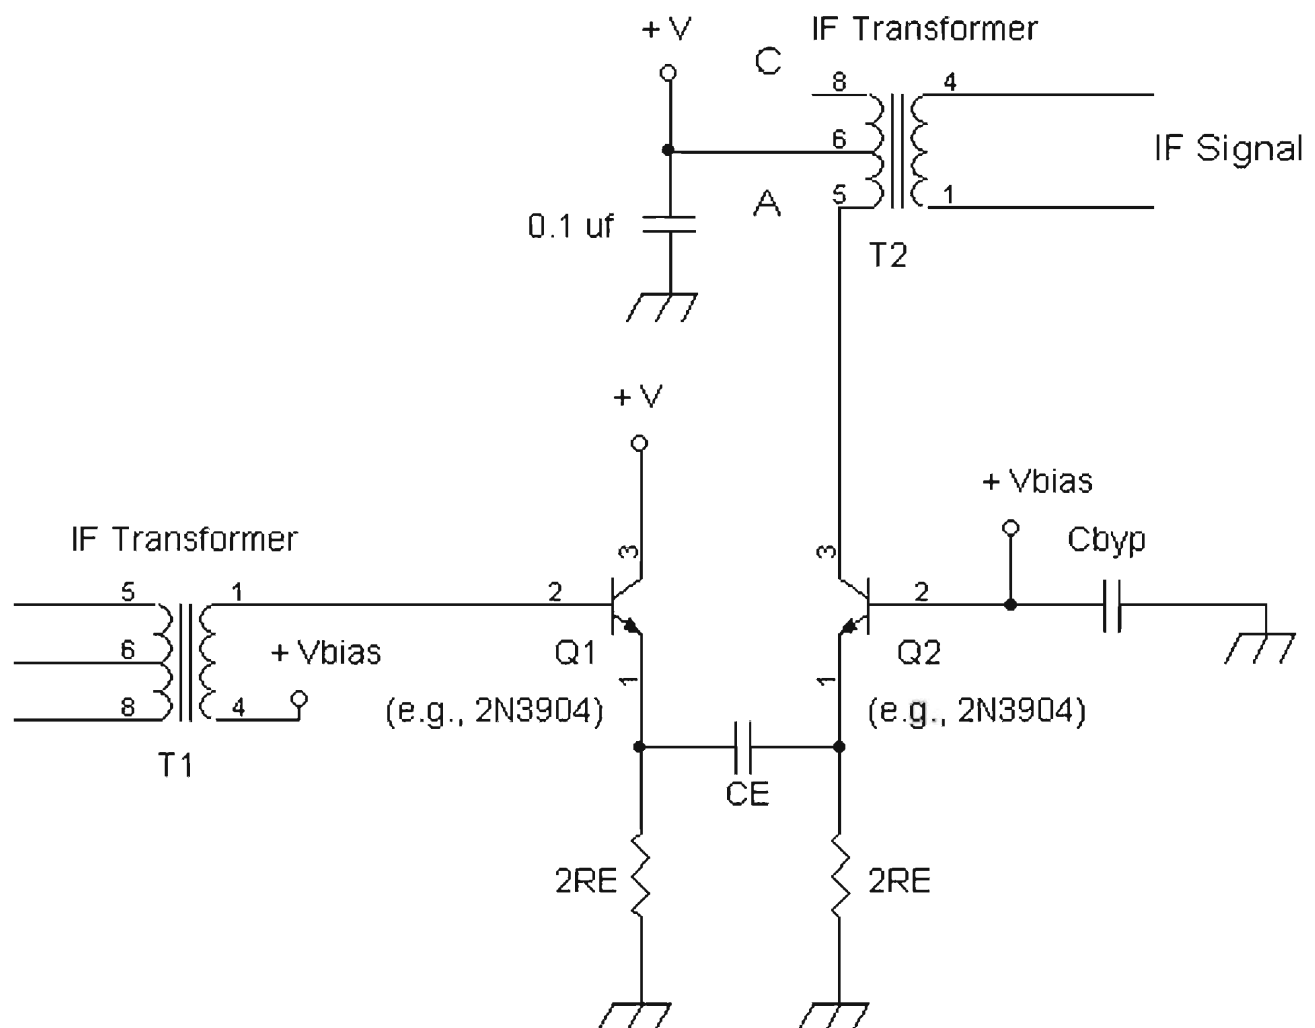 IF Transformer
+ V
C
8
4
6
IF Signal
A
5
1
0.1 uf
T2
+ V
+ Vbias
Cbyp
IF Transformer
3
3
5
1
2
2
6
+ Vbias
Q1
Q2
8
4
1
1
(e.g., 2N3904)
(e.g., 2N3904)
T1
CE
2RE
2RE